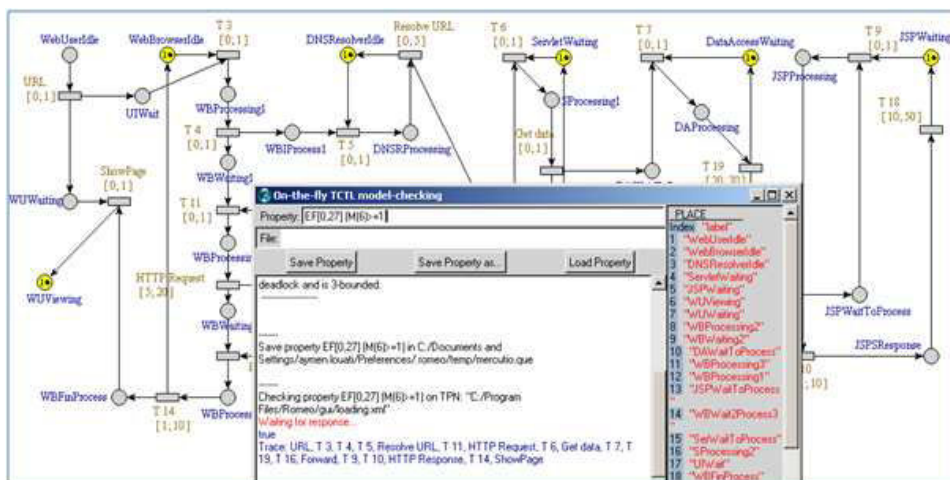 T 3
[0,1]
Resolve URL
[0,3]
T 6
[0,1]
T 7
[0,1]
T 9
[0,1]
WebUserIdle
WebBrowserIdle
DNSResolverIdle
ServletWaiting
DataAccessWaiting
JSPWaiting
URL
[0,1]
UIWait
WBProcessing1
SProcessing1
JSPProcessing
T 18
[10,50]
T 4
[0,1]
WBIProcess1
T 5
[0,1]
DNSRProcessing
Get data
[0,1]
DAProcessing
ShowPage
[0,1]
WBWaiting1
T 19
[20,30]
WUWaiting
T 11
[0,1]
WUViewing
HTTP Request
[5,20]
JSPWaitToProcess
JSPSResponse
WBFinProcess
T 14
[1;10]
WBProcess
On-the-fly TCTL model-checking
Property: EF[0,27] (M(6)>=1)
File:
Save Property
Save Property as...
Load Property
deadlock and is 3-bounded.
------
Save property EF[0,27] (M(6)>=1) in C:/Documents and
Settings/aymen.louati/Preferences/ romeo/temp/mercutio.que
------
Checking property EF[0,27] (M(6)>=1) on TPN: "C:/Program
Files/Romeo/gui/loading.xml"
Waiting for response...
true
Trace: URL, T 3, T 4, T 5, Resolve URL, T 11, HTTP Request, T 6, Get data, T 7, T
19, T 16, Forward, T 9, T 10, HTTP Response, T 14, ShowPage
PLACE
Index "label"
1 "WebUserIdle"
2 "WebBrowserIdle"
3 "DNSResolverIdle"
4 "ServletWaiting"
5 "JSPWaiting"
6 "WUViewing"
7 "WUWaiting"
8 "WBProcessing2"
9 "WBWaiting2"
10 "DAWaitToProcess"
11 "WBProcessing3"
12 "WBProcessing1"
13 "JSPWaitToProcess
"
14 "WBWait2Process3
"
15 "SerWaitToProcess"
16 "SProcessing2"
17 "UIWait"
18 "WBFinProcess"